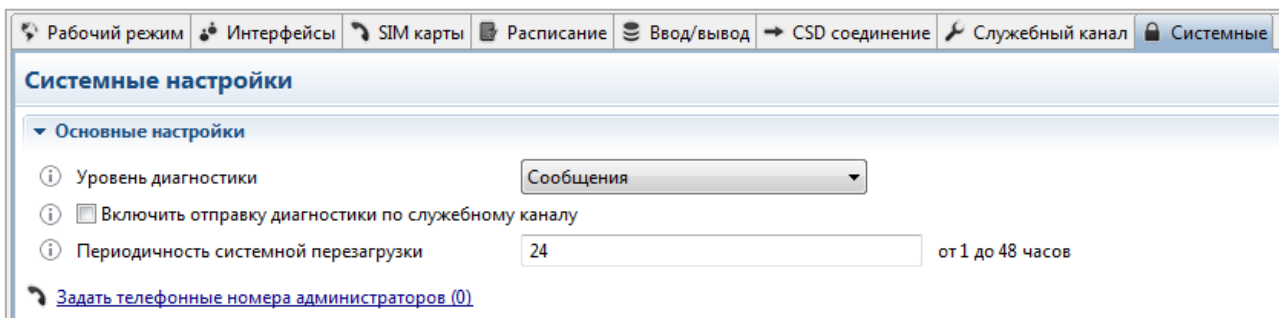 Рабочий режим Интерфейсы SIM карты Расписание Ввод/вывод CSD соединение Служебный канал Системные
Системные настройки
Основные настройки
Уровень диагностики Сообщения
Включить отправку диагностики по служебному каналу
Периодичность системной перезагрузки 24 от 1 до 48 часов
Задать телефонные номера администраторов (0)